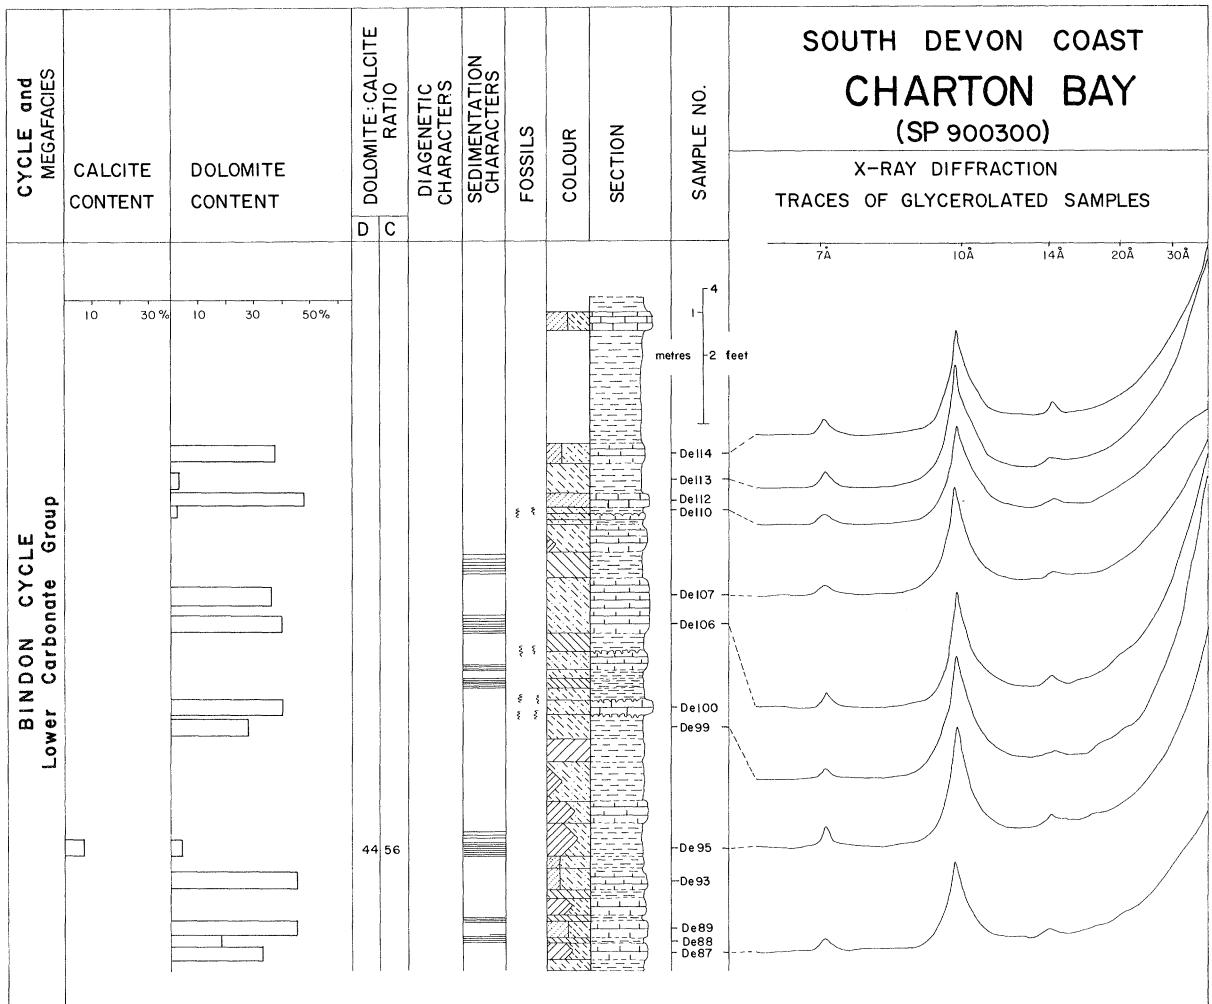 SOUTH DEVON COAST
CHARTON BAY
(SP 900300)
X-RAY DIFFRACTION
TRACES OF GLYCEROLATED SAMPLES
CYCLE and
MEGAFACIES
CALCITE
CONTENT
DOLOMITE
CONTENT
DOLOMITE:CALCITE
RATIO
D C
DIAGENETIC
CHARACTERS
SEDIMENTATION
CHARACTERS
FOSSILS
COLOUR
SECTION
SAMPLE NO.
7Å 10Å 14Å 20Å 30Å
10 30%
10 30 50%
4
1
metres 2 feet
De114
De113
De112
De110
De107
De106
De100
De99
De95
De93
De89
De88
De87
44 56
BINDON CYCLE
Lower Carbonate Group